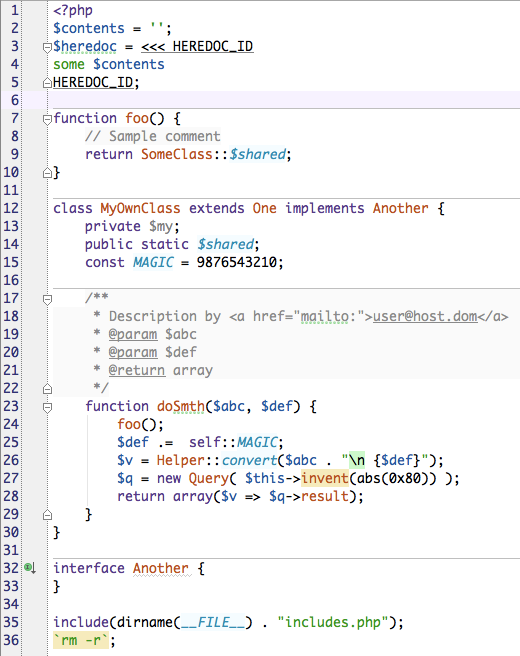 1 <?php
2 $contents = '';
3 $heredoc = <<< HEREDOC_ID
4 some $contents
5 HEREDOC_ID;
6
7 function foo() {
8     // Sample comment
9     return SomeClass::$shared;
10 }
11
12 class MyOwnClass extends One implements Another {
13     private $my;
14     public static $shared;
15     const MAGIC = 9876543210;
16
17     /**
18      * Description by <a href="mailto:">user@host.dom</a>
19      * @param $abc
20      * @param $def
21      * @return array
22      */
23     function doSmth($abc, $def) {
24         foo();
25         $def .=  self::MAGIC;
26         $v = Helper::convert($abc . "\n {$def}");
27         $q = new Query( $this->invent(abs(0x80)) );
28         return array($v => $q->result);
29     }
30 }
31
32 interface Another {
33 }
34
35 include(dirname(__FILE__) . "includes.php");
36 `rm -r`;